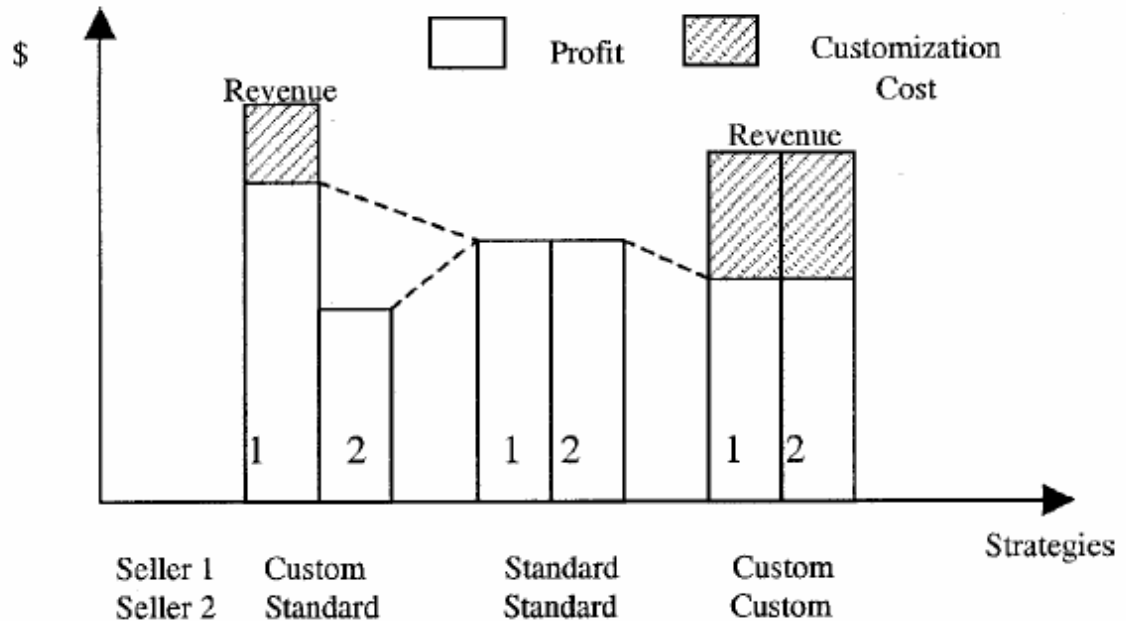 $
Profit
Customization
Cost
Revenue
Revenue
1 2 1 2 1 2
Strategies
Seller 1 Custom Standard Custom
Seller 2 Standard Standard Custom